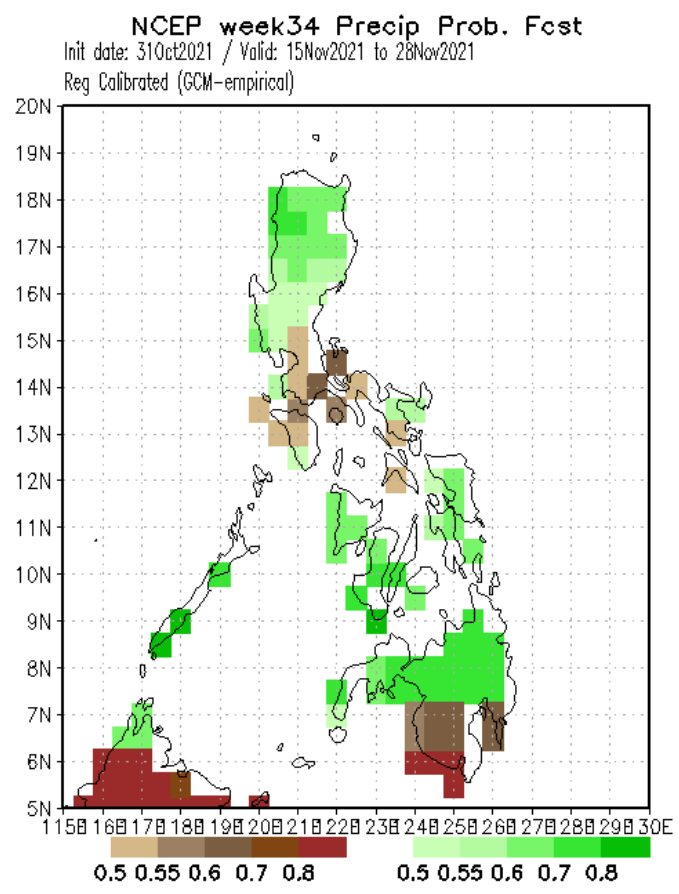 NCEP week34 Precip Prob. Fcst
Init date: 31Oct2021 / Valid: 15Nov2021 to 28Nov2021
Reg Calibrated (GCM-empirical)
20N
19N
18N
17N
16N
15N
14N
13N
12N
11N
10N
9N
8N
7N
6N
5N
115E 116E 117E 118E 119E 120E 121E 122E 123E 124E 125E 126E 127E 128E 129E 130E
0.5 0.55 0.6 0.7 0.8 0.5 0.55 0.6 0.7 0.8